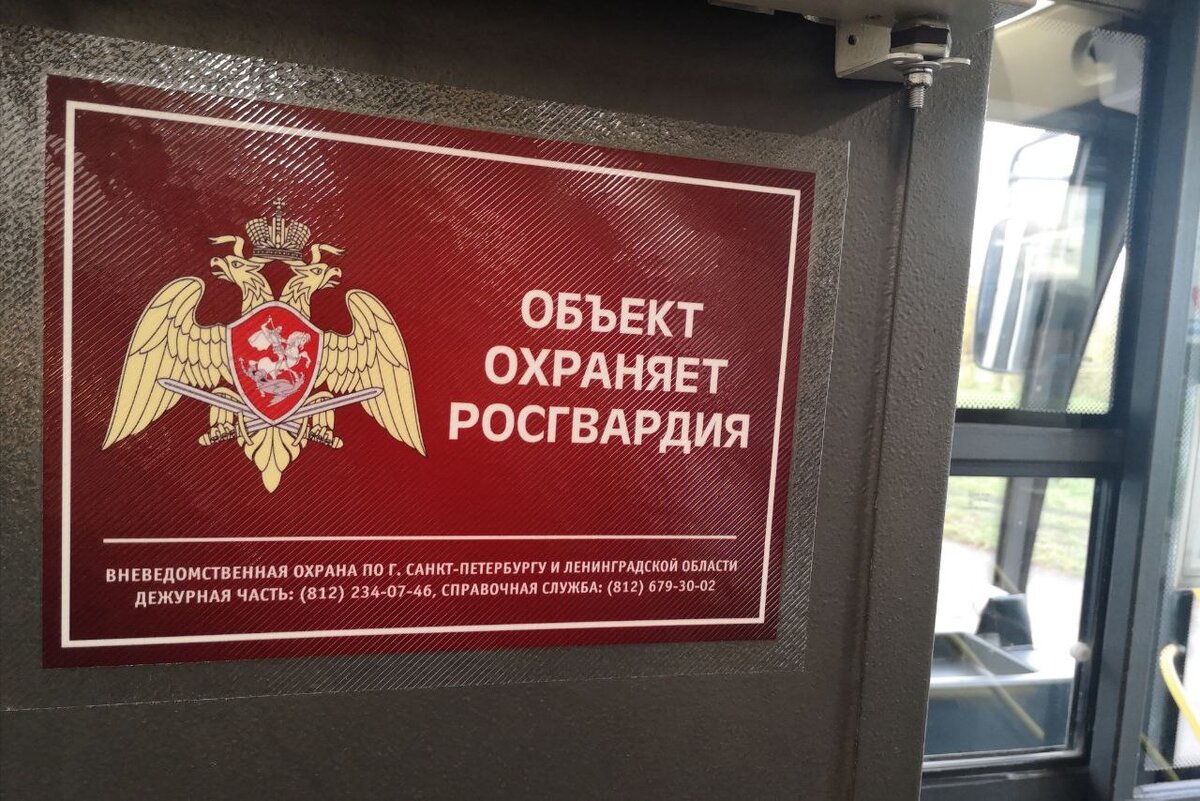 ОБЪЕКТ
ОХРАНЯЕТ
РОСГВАРДИЯ
ВНЕВЕДОМСТВЕННАЯ ОХРАНА ПО Г. САНКТ-ПЕТЕРБУРГУ И ЛЕНИНГРАДСКОЙ ОБЛАСТИ
ДЕЖУРНАЯ ЧАСТЬ: (812) 234-07-46, СПРАВОЧНАЯ СЛУЖБА: (812) 679-30-02